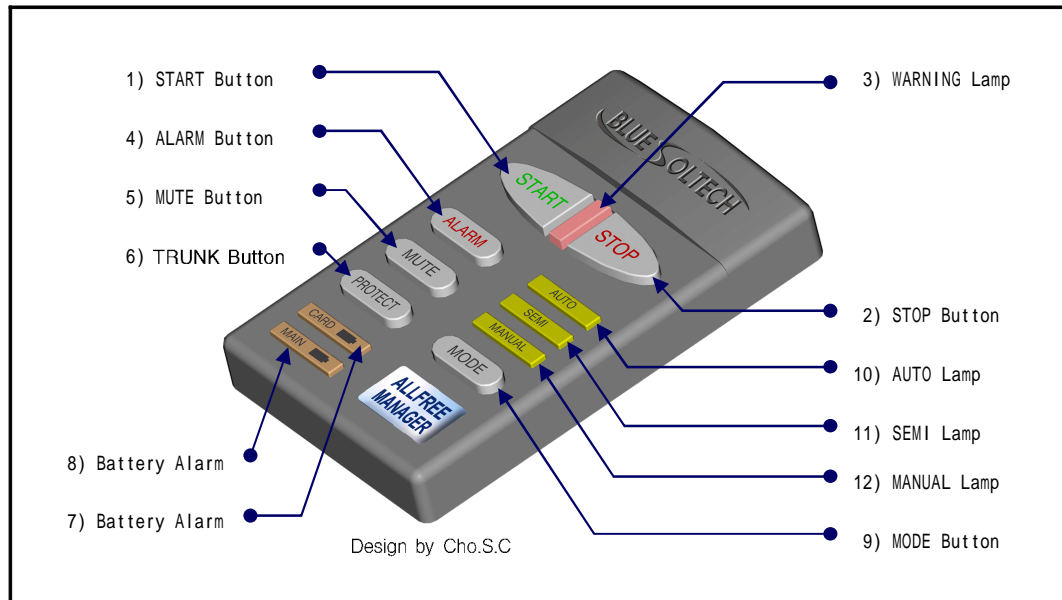 1) START Button
4) ALARM Button
5) MUTE Button
6) TRUNK Button
3) WARNING Lamp
BLUE SOLTECH
START
STOP
ALARM
MUTE
PROTECT
CARD
MAIN
AUTO
SEMI
MANUAL
MODE
ALLFREE
MANAGER
2) STOP Button
10) AUTO Lamp
11) SEMI Lamp
12) MANUAL Lamp
9) MODE Button
8) Battery Alarm
7) Battery Alarm
Design by Cho.S.C